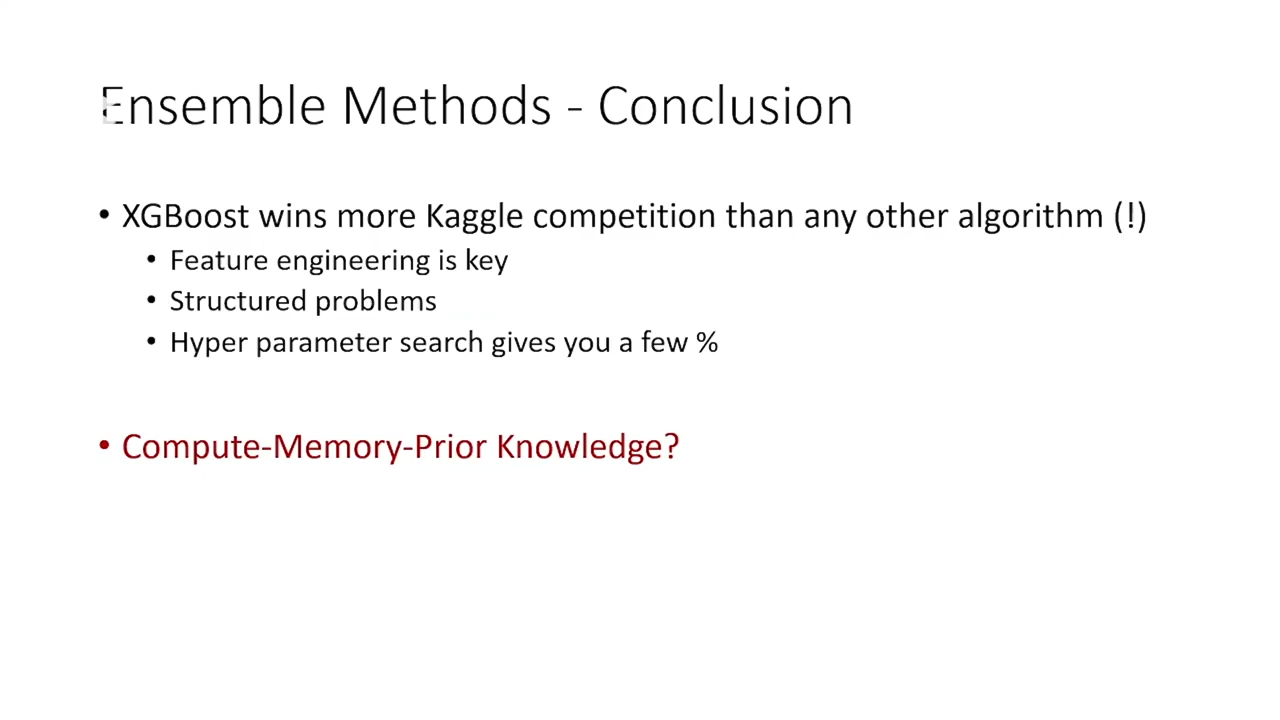 Ensemble Methods - Conclusion
• XGBoost wins more Kaggle competition than any other algorithm (!)
• Feature engineering is key
• Structured problems
• Hyper parameter search gives you a few %
• Compute-Memory-Prior Knowledge?